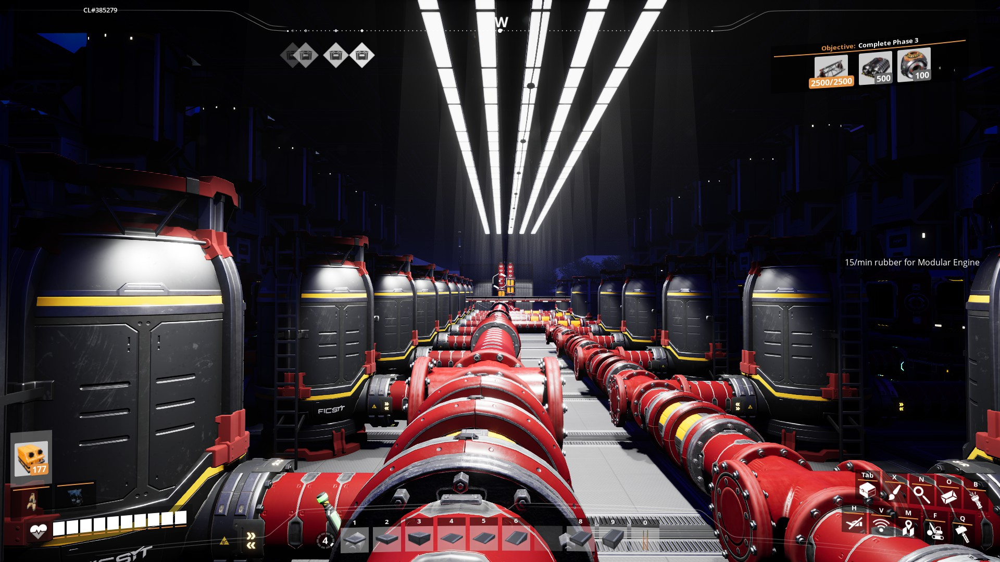 CL#385279
W
Objective: Complete Phase 3
2500/2500
500
100
15/min rubber for Modular Engine
FICSIT
177
Tab
X
N
O
B
H
V
M
F
Q
4
1
2
3
4
5
6
8
9
0
FICSIT